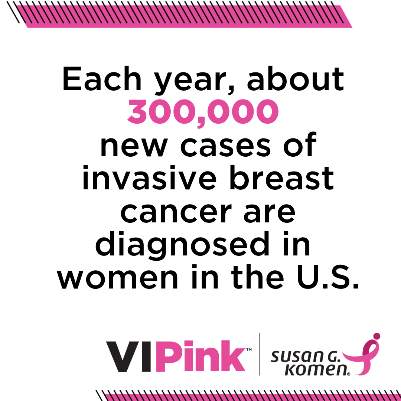 Each year, about
300,000
new cases of
invasive breast
cancer are
diagnosed in
women in the U.S.
VIPink™
susan G.
komen®